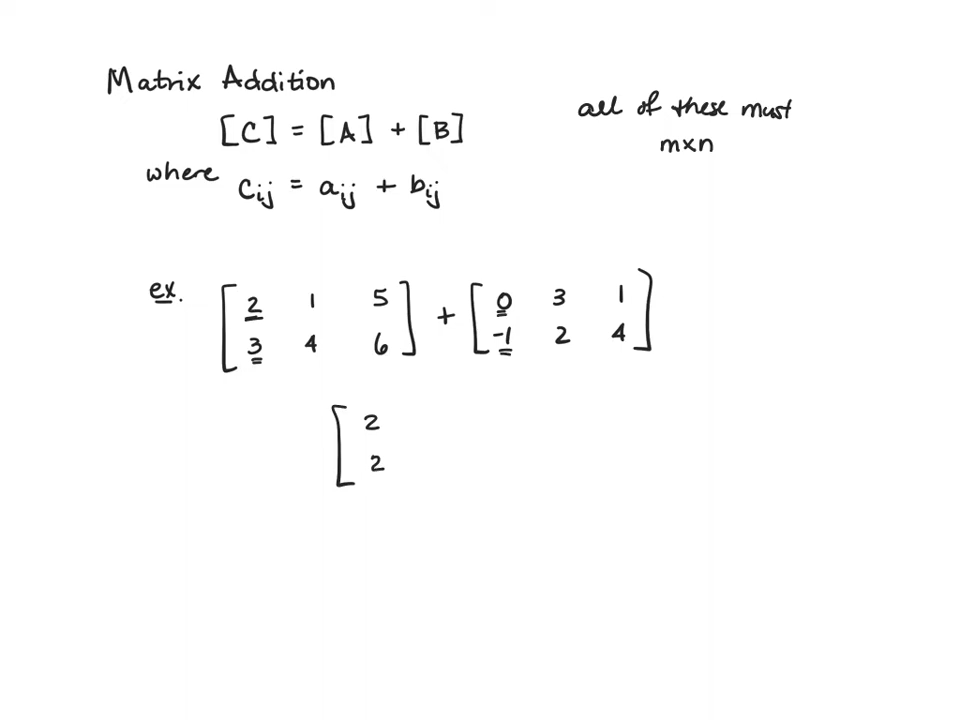 Matrix Addition
[C] = [A] + [B]
all of these must
m×n
where
cij = aij + bij
ex.
[2 1 5] + [0 3 1]
[3 4 6] [-1 2 4]
[2
2